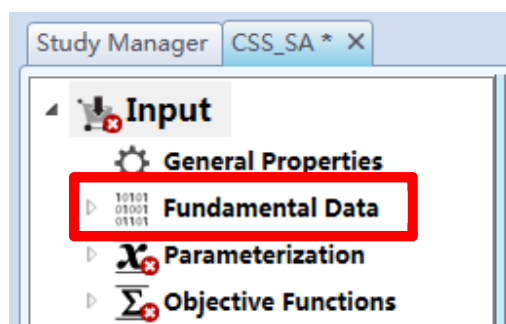 Study Manager CSS_SA * ×
Input
General Properties
10101
01001
01101
Fundamental Data
Parameterization
Objective Functions